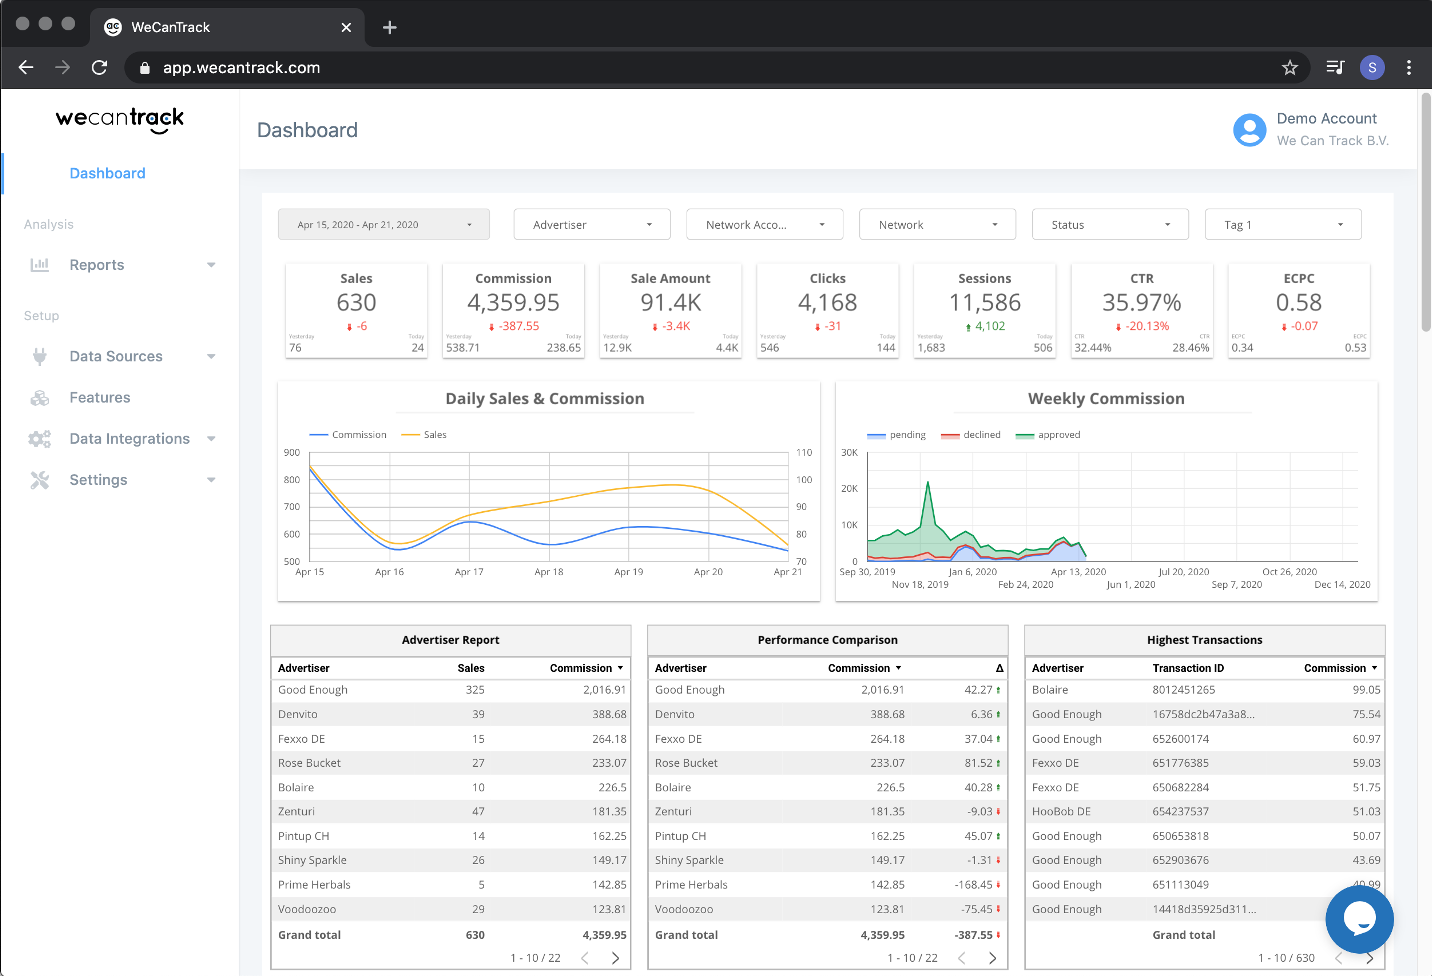 WeCanTrack
app.wecantrack.com
S
wecantrack
Dashboard
Demo Account
We Can Track B.V.
Dashboard
Analysis
Reports
Setup
Data Sources
Features
Data Integrations
Settings
Apr 15, 2020 - Apr 21, 2020 Advertiser Network Acco... Network Status Tag 1
Sales Commission Sale Amount Clicks Sessions CTR ECPC
630 4,359.95 91.4K 4,168 11,586 35.97% 0.58
-6 -387.55 -3.4K -31 4,102 -20.13% -0.07
Yesterday Today Yesterday Today Yesterday Today Yesterday Today Yesterday Today CTR CTR ECPC ECPC
76 24 538.71 238.65 12.9K 4.4K 546 144 1,683 506 32.44% 28.46% 0.34 0.53
Daily Sales & Commission
Commission Sales
900 110
800 100
700 90
600 80
500 70
Apr 15 Apr 16 Apr 17 Apr 18 Apr 19 Apr 20 Apr 21
Weekly Commission
pending declined approved
30K
20K
10K
0
Sep 30, 2019 Jan 6, 2020 Apr 13, 2020 Jul 20, 2020 Oct 26, 2020
Nov 18, 2019 Feb 24, 2020 Jun 1, 2020 Sep 7, 2020 Dec 14, 2020
Advertiser Report
Advertiser Sales Commission
Good Enough 325 2,016.91
Denvito 39 388.68
Fexxo DE 15 264.18
Rose Bucket 27 233.07
Bolaire 10 226.5
Zenturi 47 181.35
Pintup CH 14 162.25
Shiny Sparkle 26 149.17
Prime Herbals 5 142.85
Voodoozoo 29 123.81
Grand total 630 4,359.95
1 - 10 / 22
Performance Comparison
Advertiser Commission Δ
Good Enough 2,016.91 42.27
Denvito 388.68 6.36
Fexxo DE 264.18 37.04
Rose Bucket 233.07 81.52
Bolaire 226.5 40.28
Zenturi 181.35 -9.03
Pintup CH 162.25 45.07
Shiny Sparkle 149.17 -1.31
Prime Herbals 142.85 -168.45
Voodoozoo 123.81 -75.45
Grand total 4,359.95 -387.55
1 - 10 / 22
Highest Transactions
Advertiser Transaction ID Commission
Bolaire 8012451265 99.05
Good Enough 16758dc2b47a3a8... 75.54
Good Enough 652600174 60.97
Fexxo DE 651776385 59.03
Fexxo DE 650682284 51.75
HooBob DE 654237537 51.03
Good Enough 650653818 50.07
Good Enough 652903676 43.69
Good Enough 651113049
Good Enough 14418d35925d311...
Grand total
1 - 10 / 630